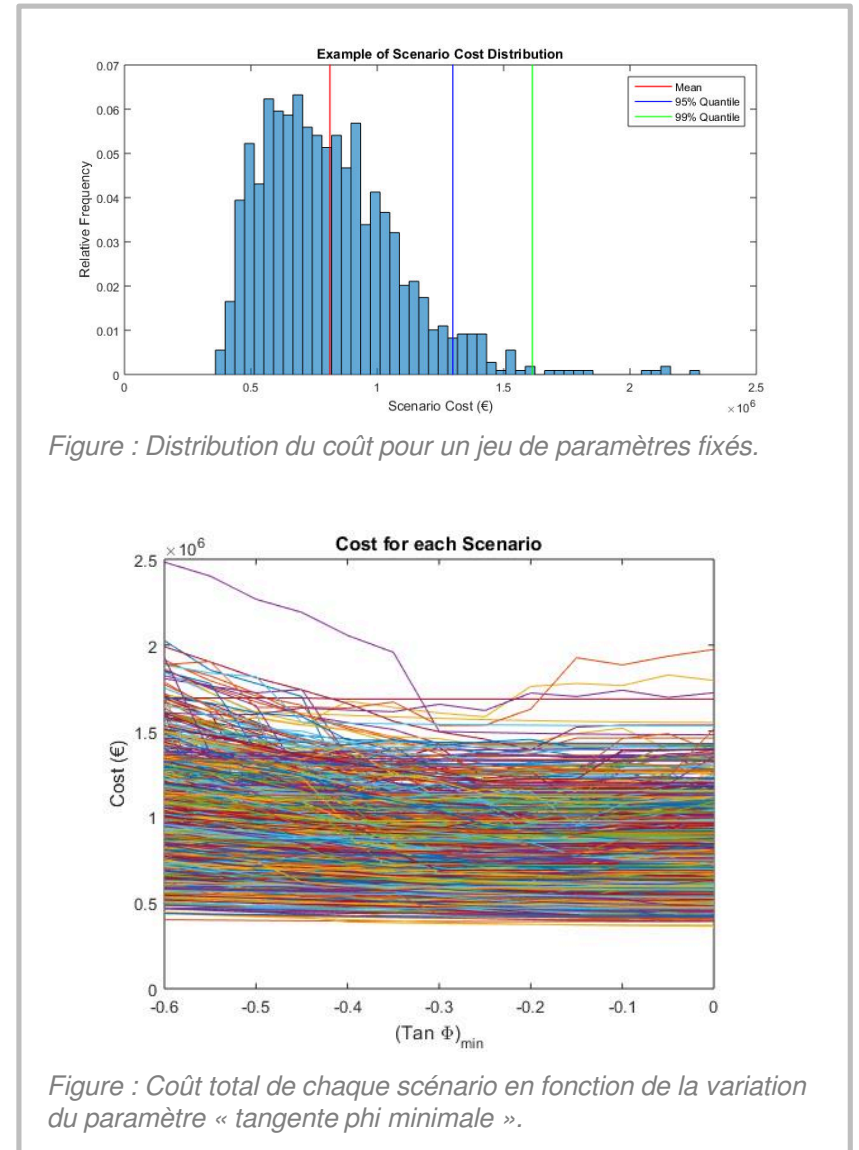 Example of Scenario Cost Distribution
0.07
0.06
0.05
0.04
0.03
0.02
0.01
0
Relative Frequency
Mean
95% Quantile
99% Quantile
0
0.5
1
1.5
2
2.5
Scenario Cost (€)
×10⁶
Figure : Distribution du coût pour un jeu de paramètres fixés.
Cost for each Scenario
×10⁶
2.5
2
1.5
1
0.5
0
Cost (€)
-0.6
-0.5
-0.4
-0.3
-0.2
-0.1
0
(Tan Φ)min
Figure : Coût total de chaque scénario en fonction de la variation
du paramètre « tangente phi minimale ».